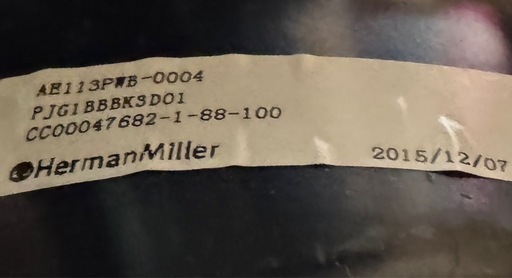 AE113PWB-0004
PJG1BBBK3D01
CC00047682-1-88-100
HermanMiller
2015/12/07